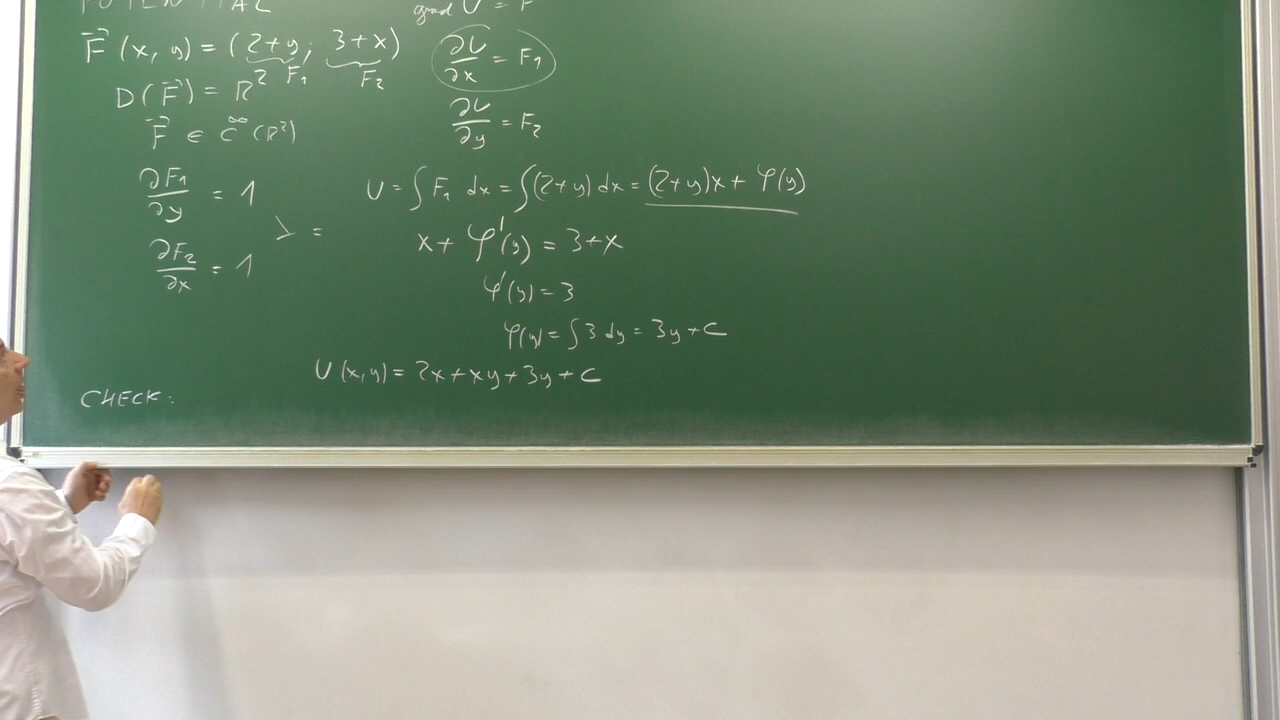 POTENTIAL
grad U = F
F⃗ (x, y) = (2+y; 3+x)
F₁ F₂
∂U/∂x = F₁
D(F⃗) = R²
∂U/∂y = F₂
F⃗ ∈ C^∞(R²)
∂F₁/∂y = 1
U = ∫ F₁ dx = ∫(2+y) dx = (2+y)x + φ(y)
> =
x + φ'(y) = 3+x
∂F₂/∂x = 1
φ'(y) = 3
φ(y) = ∫ 3 dy = 3y + C
U(x,y) = 2x + xy + 3y + C
CHECK: